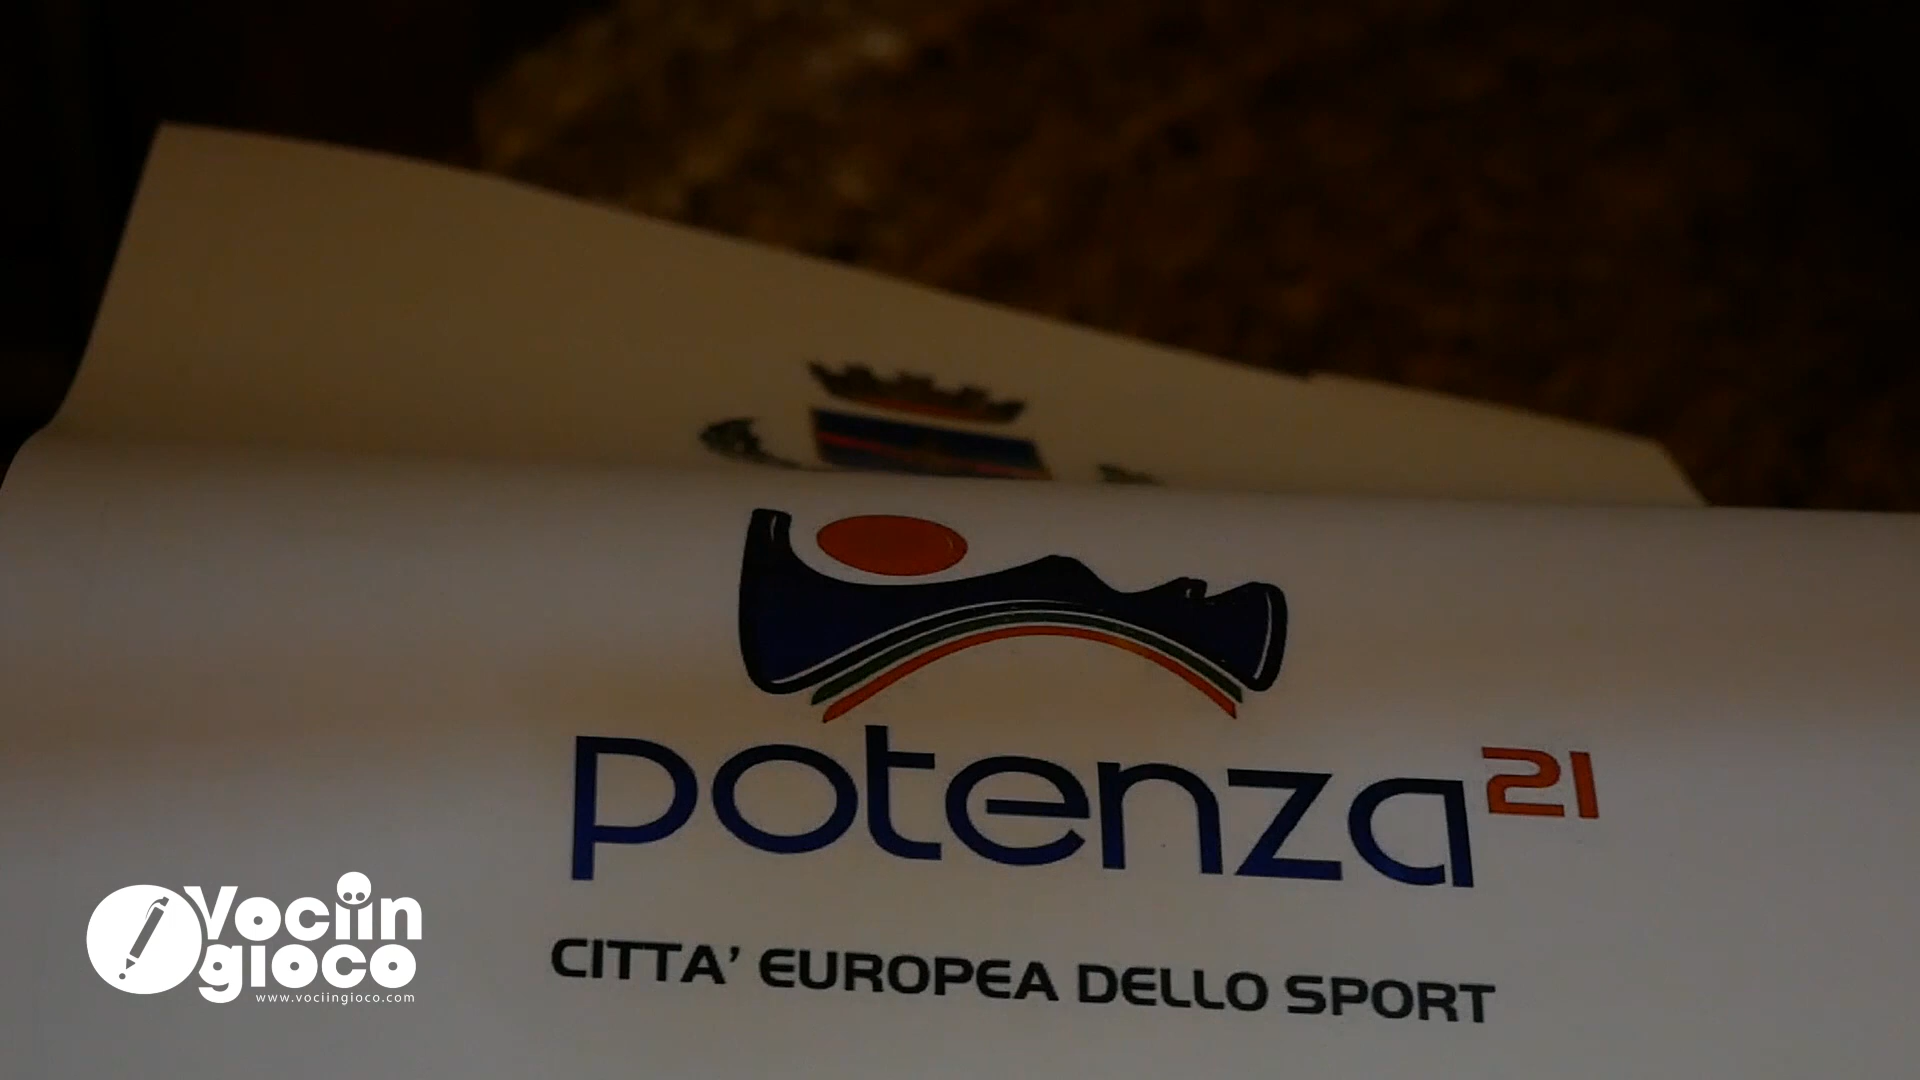 potenza21
CITTA' EUROPEA DELLO SPORT
Vociin
gioco
www.vociingioco.com